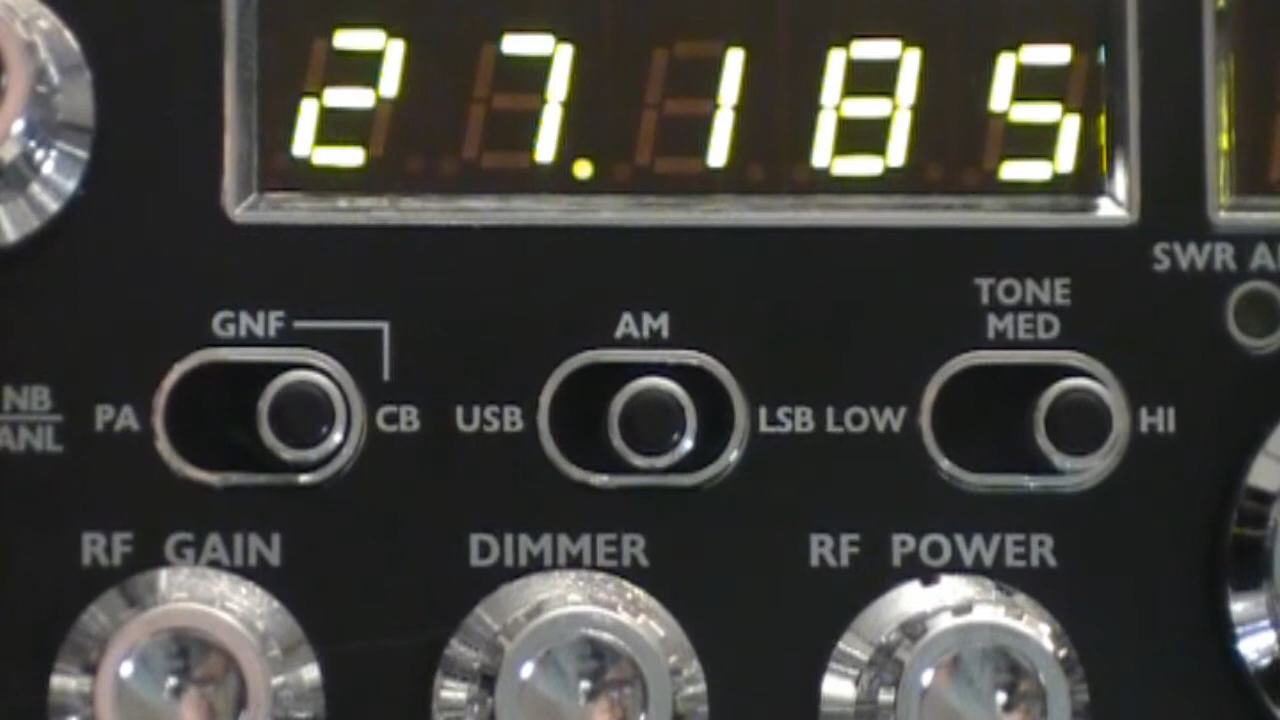 27.185
SWR
GNF
AM
TONE
MED
NB
ANL
PA
CB
USB
LSB
LOW
HI
RF GAIN
DIMMER
RF POWER